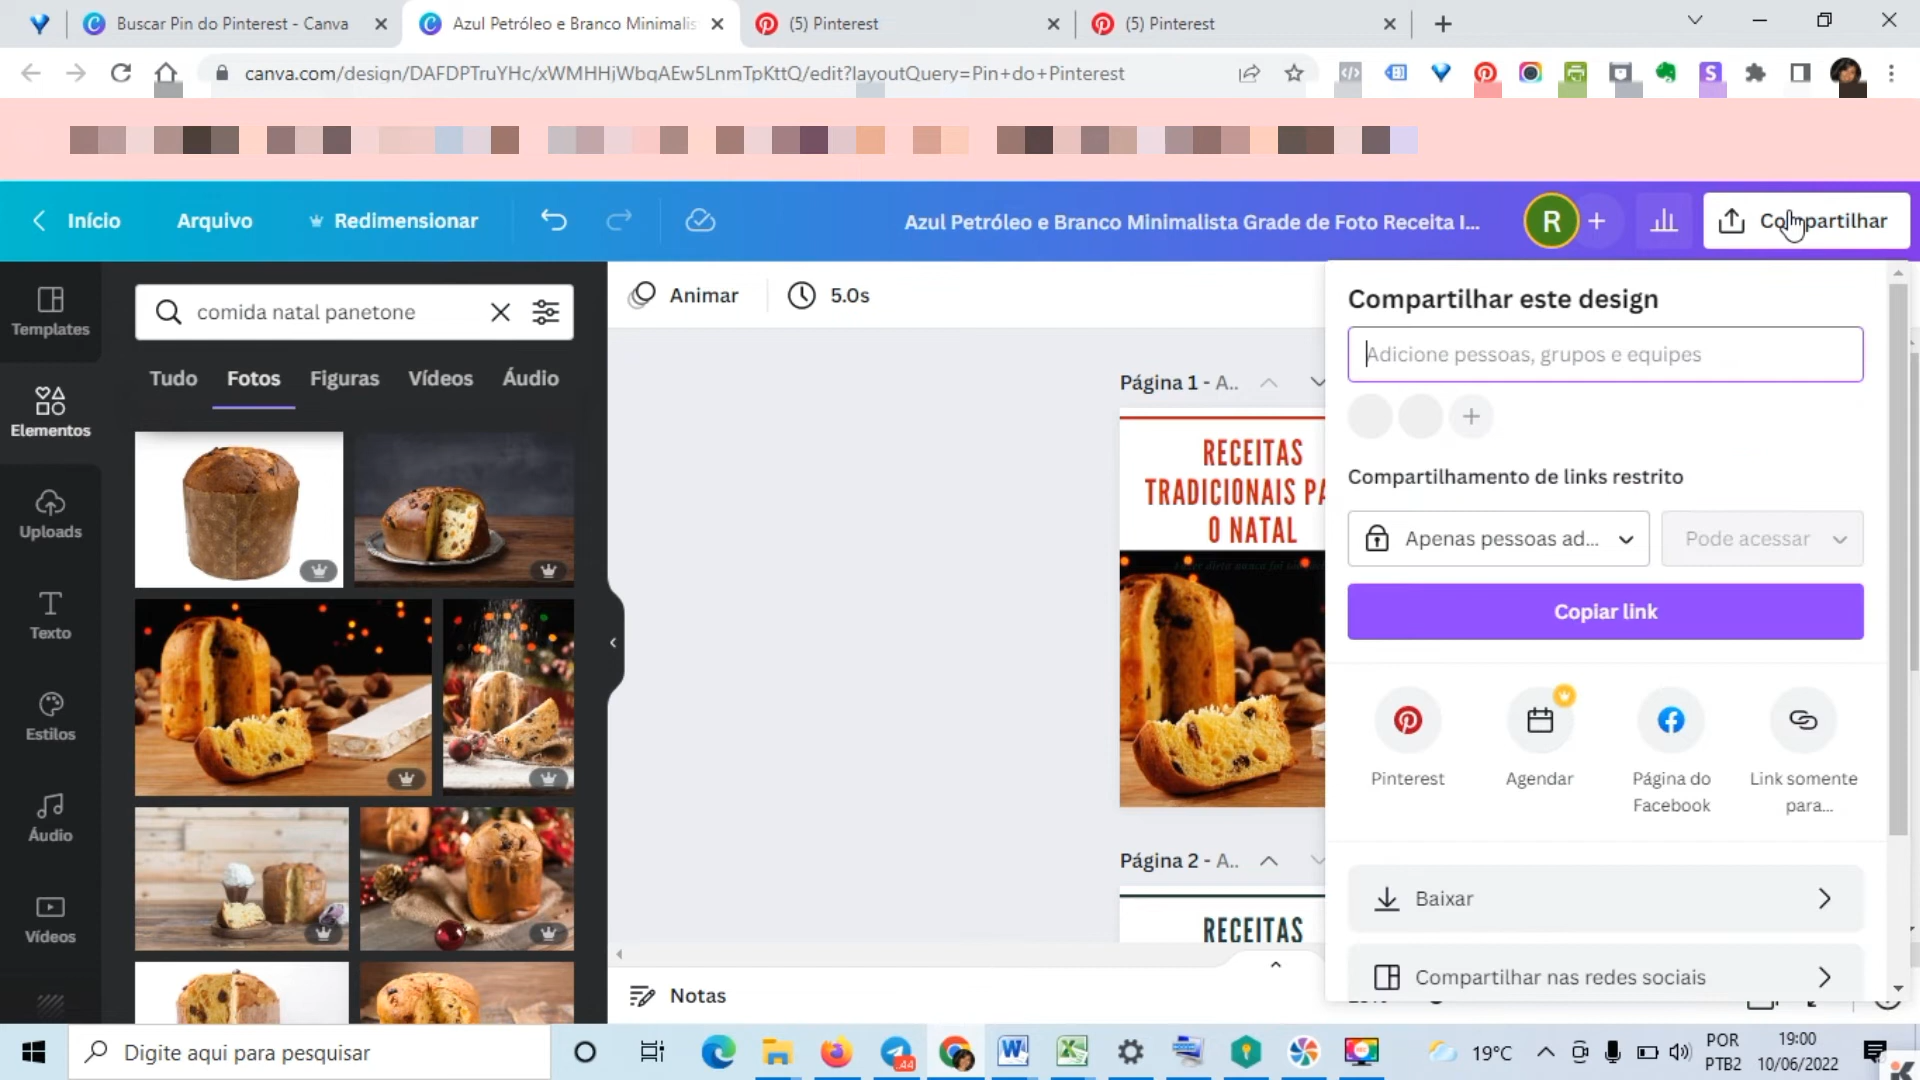 Buscar Pin do Pinterest - Canva
Azul Petróleo e Branco Minimalis
(5) Pinterest
(5) Pinterest
canva.com/design/DAFDPTruYHc/xWMHHjWbqAEw5LnmTpKttQ/edit?layoutQuery=Pin+do+Pinterest
Início
Arquivo
Redimensionar
Azul Petróleo e Branco Minimalista Grade de Foto Receita I...
R
Compartilhar
Templates
Elementos
Uploads
Texto
Estilos
Áudio
Vídeos
comida natal panetone
Tudo
Fotos
Figuras
Vídeos
Áudio
Animar
5.0s
Página 1 - A..
RECEITAS
TRADICIONAIS PA
O NATAL
Página 2 - A..
RECEITAS
Notas
Compartilhar este design
Adicione pessoas, grupos e equipes
Compartilhamento de links restrito
Apenas pessoas ad...
Pode acessar
Copiar link
Pinterest
Agendar
Página do
Facebook
Link somente
para...
Baixar
Compartilhar nas redes sociais
Digite aqui para pesquisar
44
19°C
POR
PTB2
19:00
10/06/2022